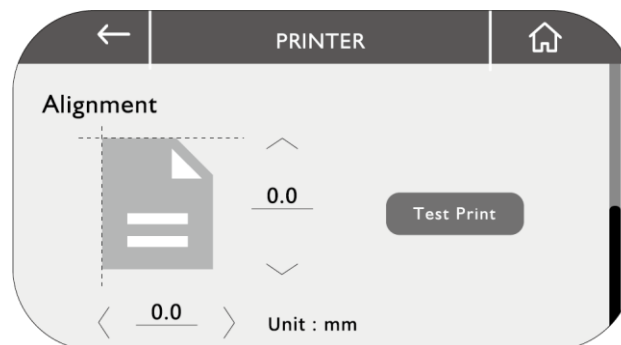 PRINTER
Alignment
0.0
Test Print
0.0
Unit : mm